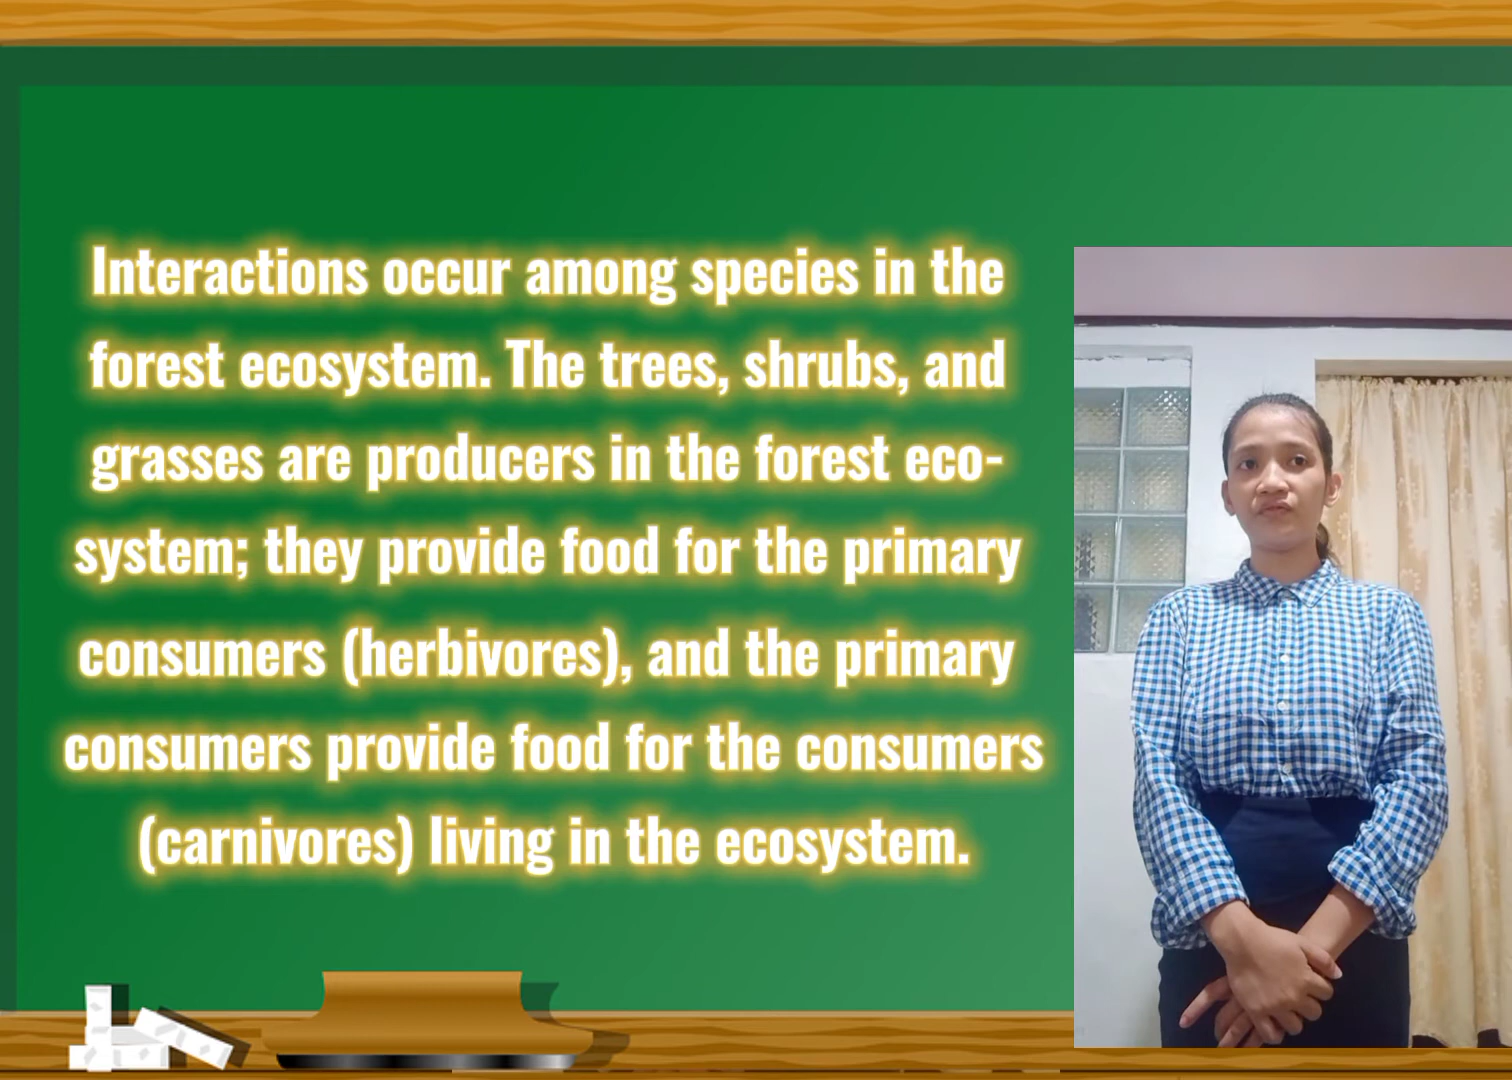 Interactions occur among species in the
forest ecosystem. The trees, shrubs, and
grasses are producers in the forest eco-
system; they provide food for the primary
consumers (herbivores), and the primary
consumers provide food for the consumers
(carnivores) living in the ecosystem.